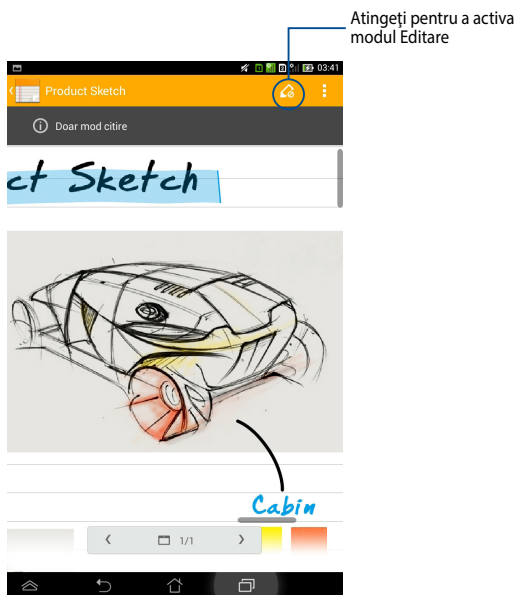 Atingeți pentru a activa
modul Editare
03:41
Product Sketch
Doar mod citire
ct Sketch
Cabin
1/1